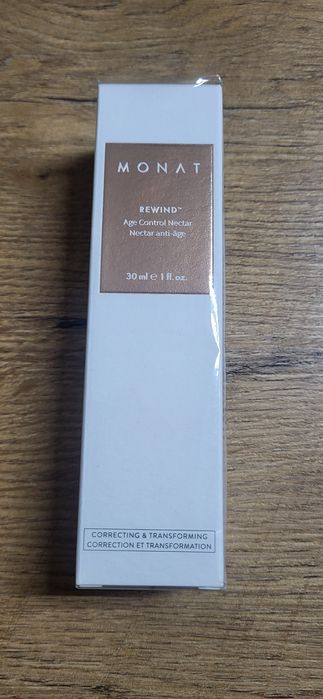 MONAT
REWIND™
Age Control Nectar
Nectar anti-âge
30 ml ℮ 1 fl. oz.
CORRECTING & TRANSFORMING
CORRECTION ET TRANSFORMATION